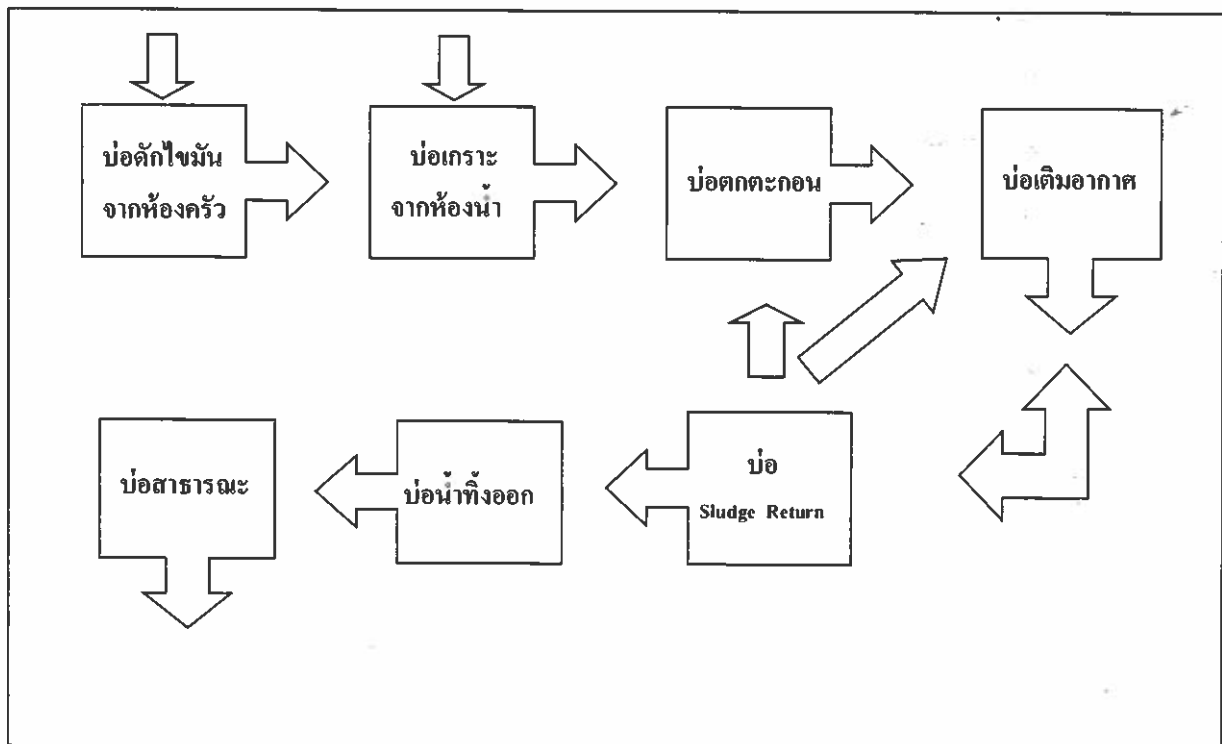 บ่อดักไขมัน
จากห้องครัว
บ่อเกราะ
จากห้องน้ำ
บ่อตกตะกอน
บ่อเติมอากาศ
บ่อสาธารณะ
บ่อน้ำทิ้งออก
บ่อ
Sludge Return